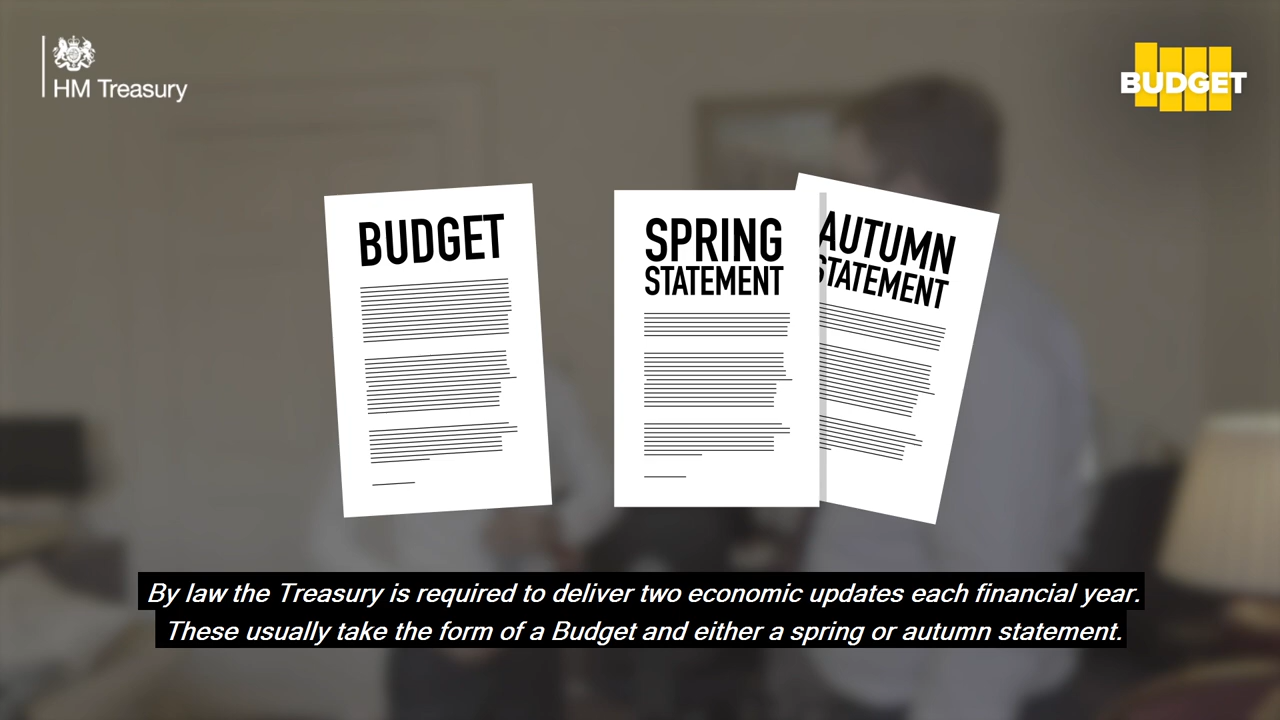 HM Treasury
BUDGET
BUDGET
SPRING
STATEMENT
AUTUMN
STATEMENT
By law the Treasury is required to deliver two economic updates each financial year.
These usually take the form of a Budget and either a spring or autumn statement.